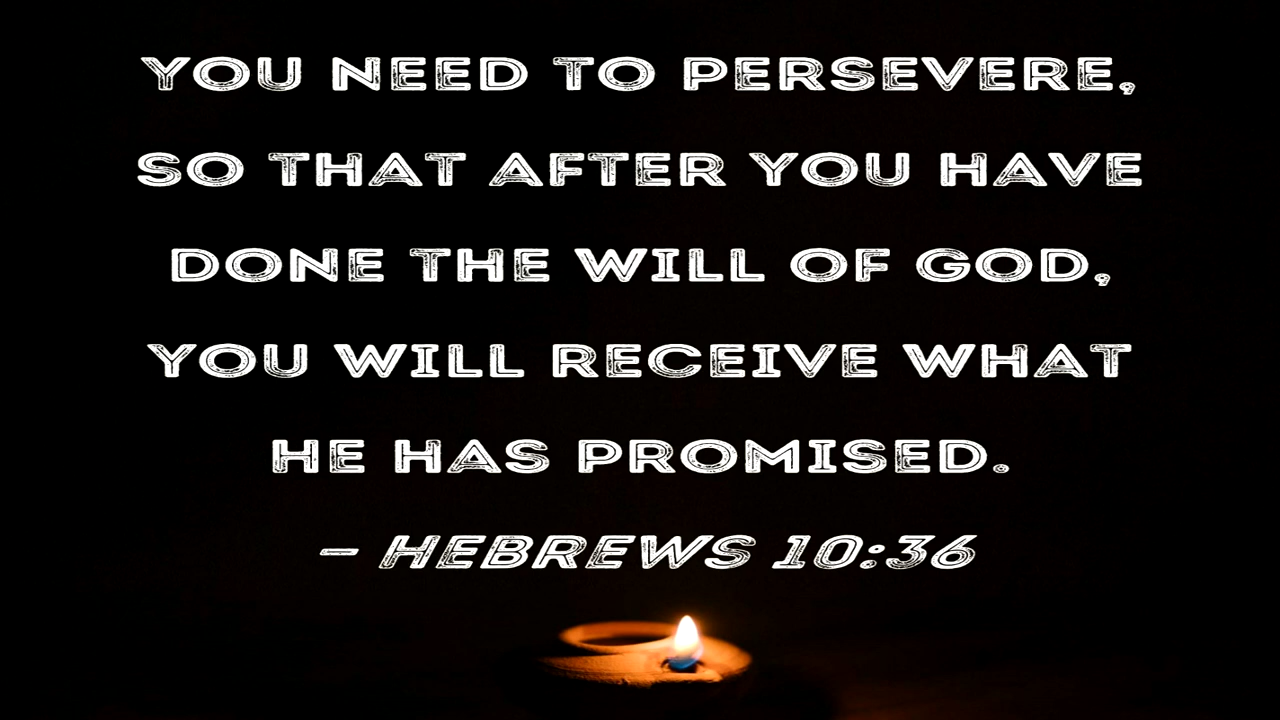 YOU NEED TO PERSEVERE,
SO THAT AFTER YOU HAVE
DONE THE WILL OF GOD,
YOU WILL RECEIVE WHAT
HE HAS PROMISED.
– HEBREWS 10:36